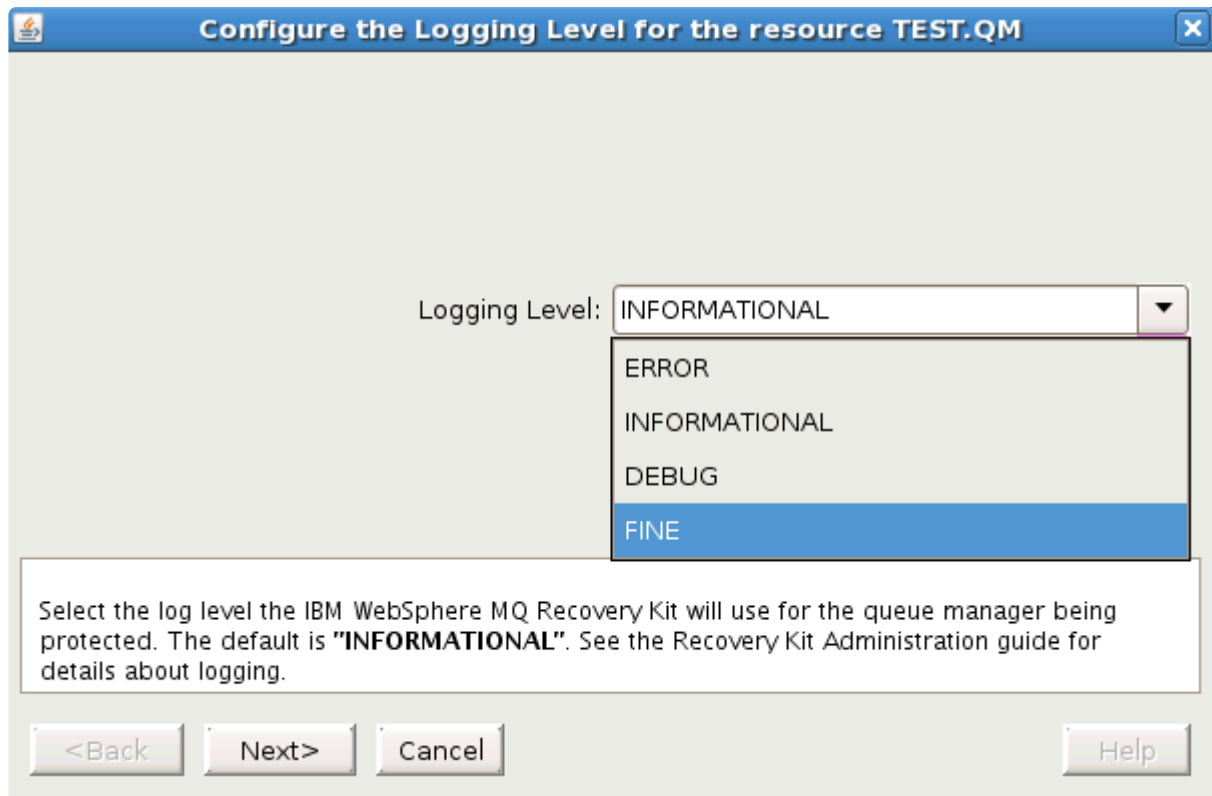 Configure the Logging Level for the resource TEST.QM
Logging Level: INFORMATIONAL
ERROR
INFORMATIONAL
DEBUG
FINE
Select the log level the IBM WebSphere MQ Recovery Kit will use for the queue manager being
protected. The default is "INFORMATIONAL". See the Recovery Kit Administration guide for
details about logging.
<Back Next> Cancel Help